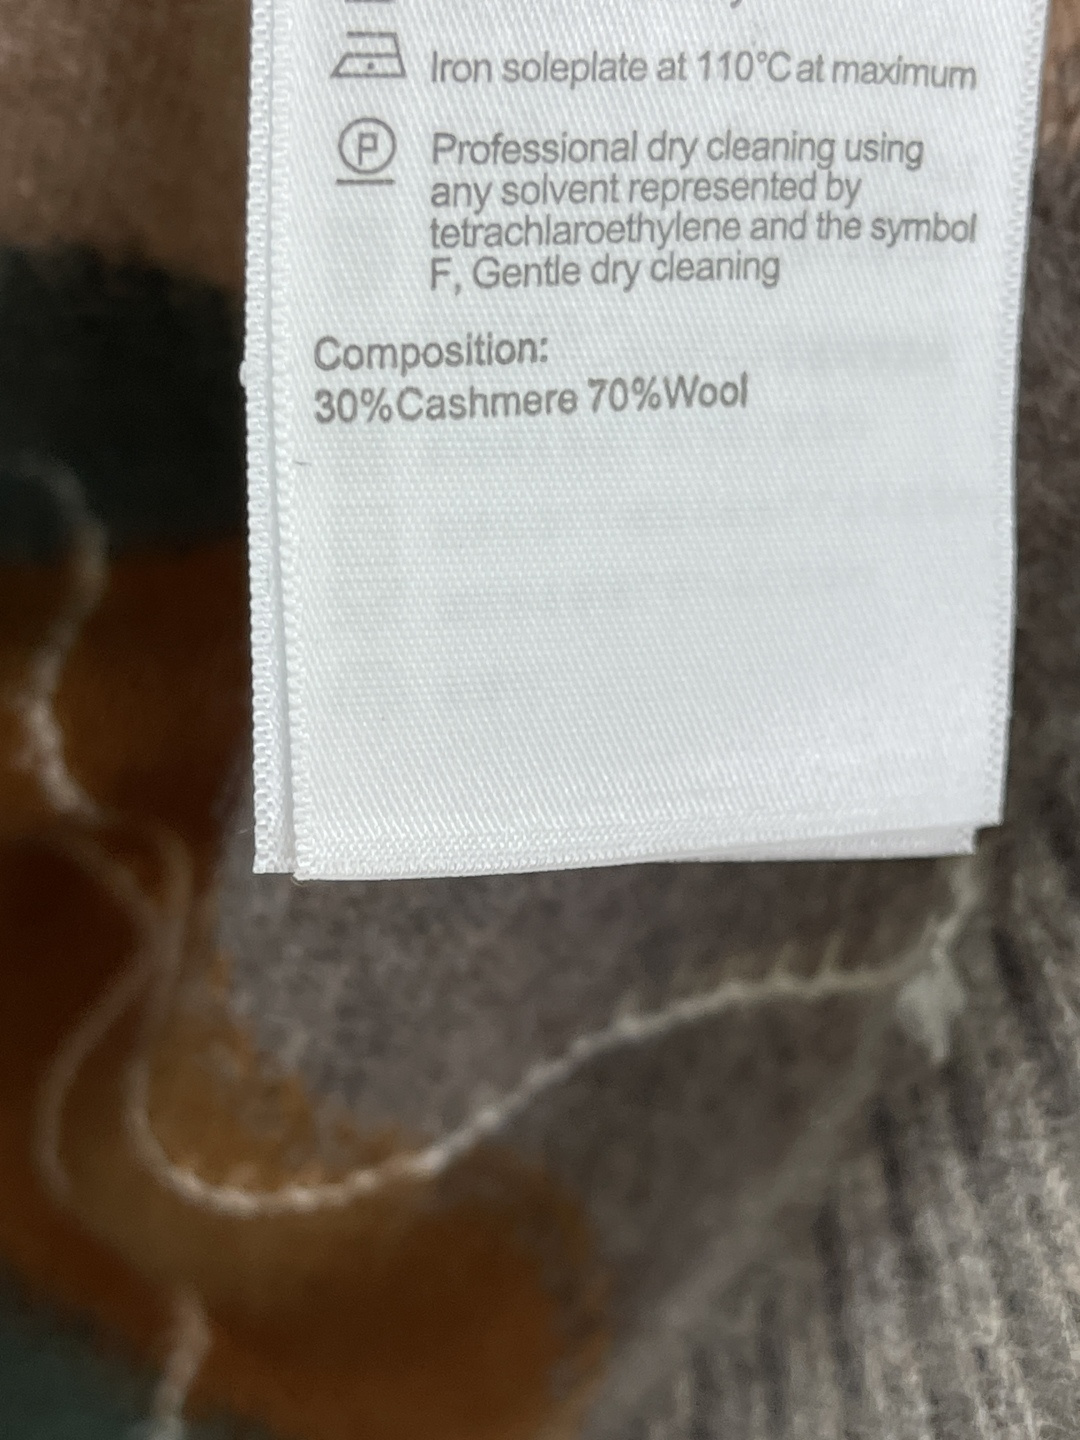 Iron soleplate at 110°C at maximum
P Professional dry cleaning using
any solvent represented by
tetrachlaroethylene and the symbol
F, Gentle dry cleaning
Composition:
30%Cashmere 70%Wool